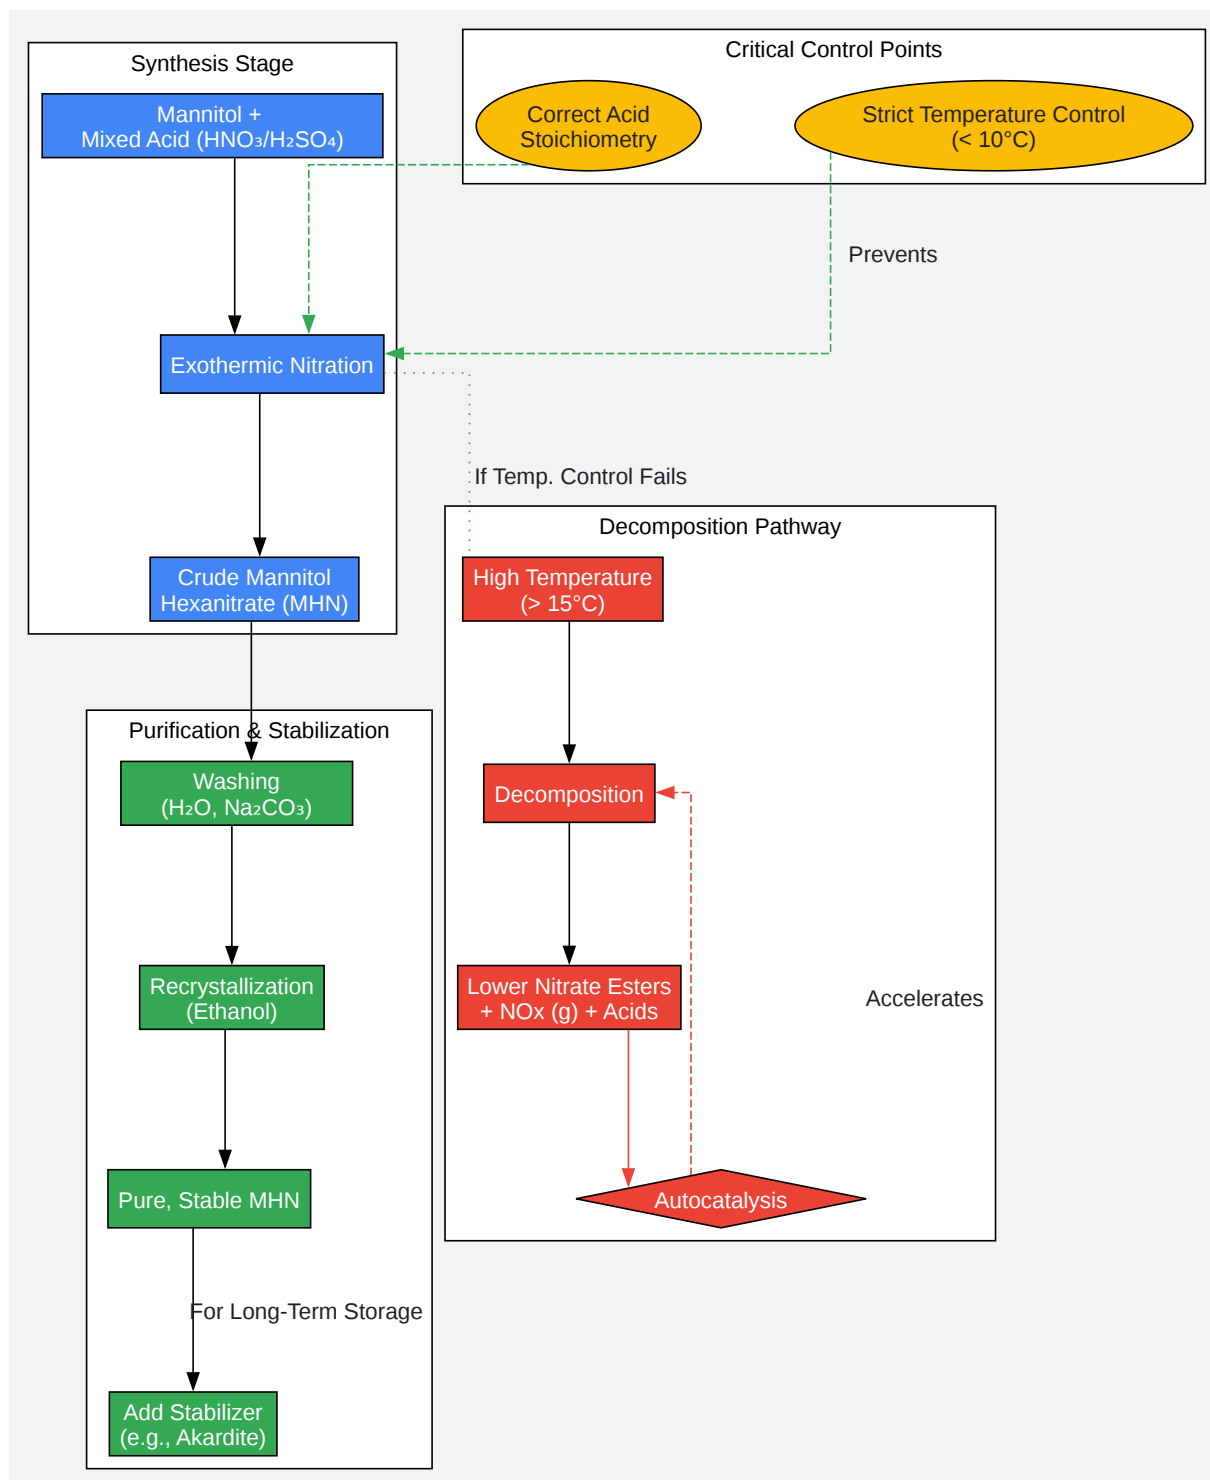 Synthesis Stage
Mannitol +
Mixed Acid (HNO₃/H₂SO₄)
Critical Control Points
Correct Acid
Stoichiometry
Strict Temperature Control
(< 10°C)
Prevents
Exothermic Nitration
If Temp. Control Fails
Crude Mannitol
Hexanitrate (MHN)
Decomposition Pathway
High Temperature
(> 15°C)
Decomposition
Lower Nitrate Esters
+ NOx (g) + Acids
Accelerates
Autocatalysis
Purification & Stabilization
Washing
(H₂O, Na₂CO₃)
Recrystallization
(Ethanol)
Pure, Stable MHN
For Long-Term Storage
Add Stabilizer
(e.g., Akardite)